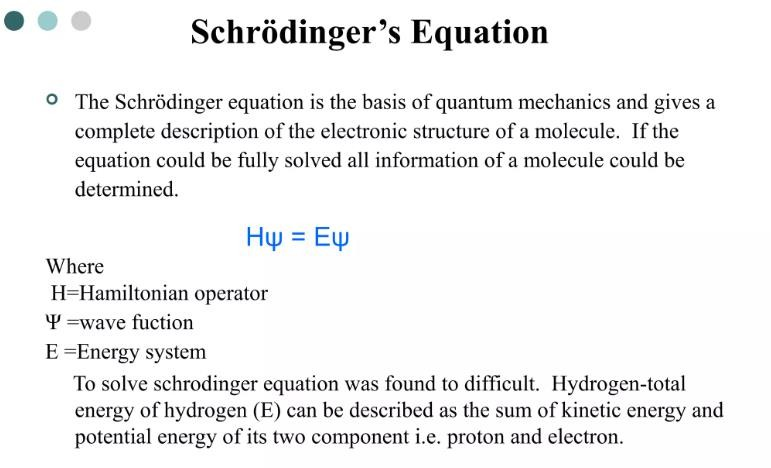 Schrödinger's Equation
The Schrödinger equation is the basis of quantum mechanics and gives a
complete description of the electronic structure of a molecule. If the
equation could be fully solved all information of a molecule could be
determined.
Hψ = Eψ
Where
H=Hamiltonian operator
Ψ =wave fuction
E =Energy system
To solve schrodinger equation was found to difficult. Hydrogen-total
energy of hydrogen (E) can be described as the sum of kinetic energy and
potential energy of its two component i.e. proton and electron.